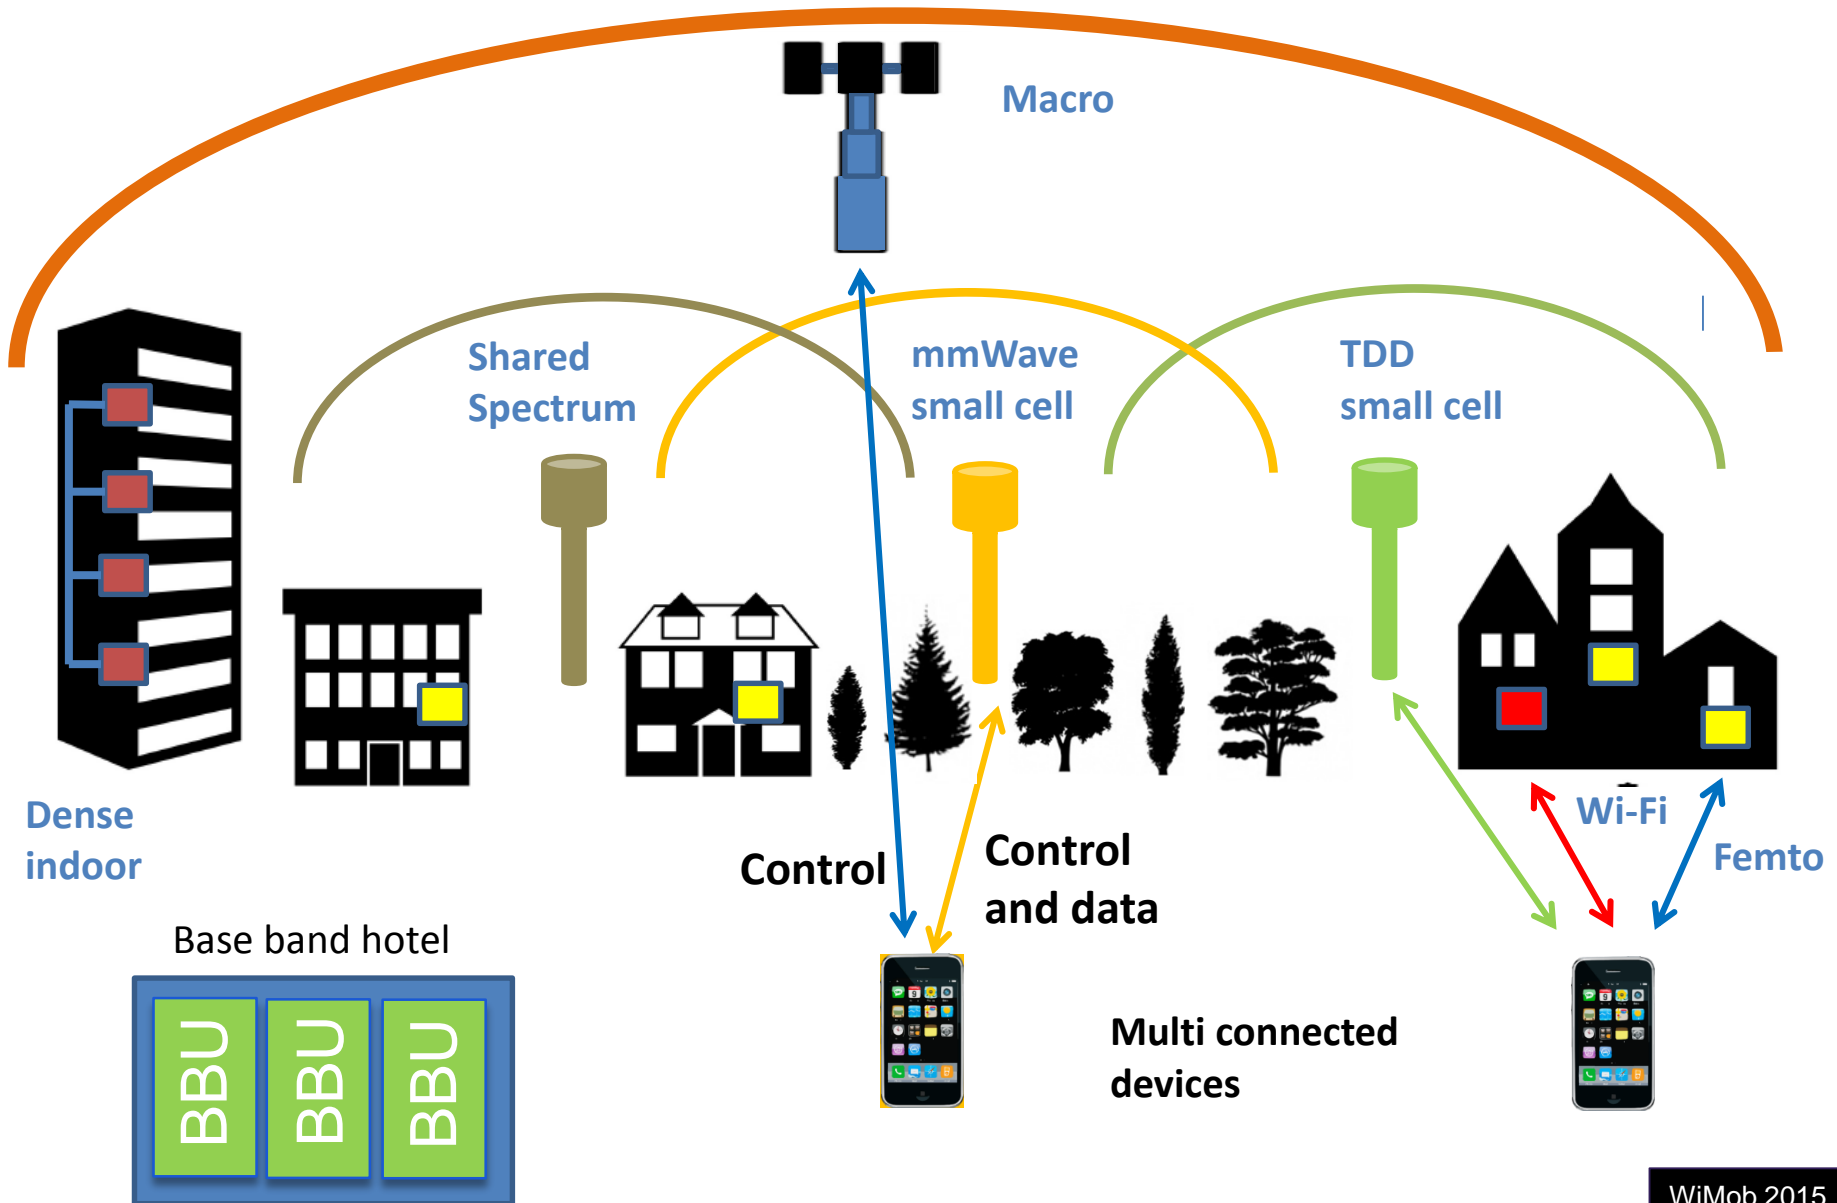 Macro
Shared
Spectrum
mmWave
small cell
TDD
small cell
Dense
indoor
Wi-Fi
Femto
Control
Control
and data
Base band hotel
BBU
BBU
BBU
Multi connected
devices
WiMob 2015